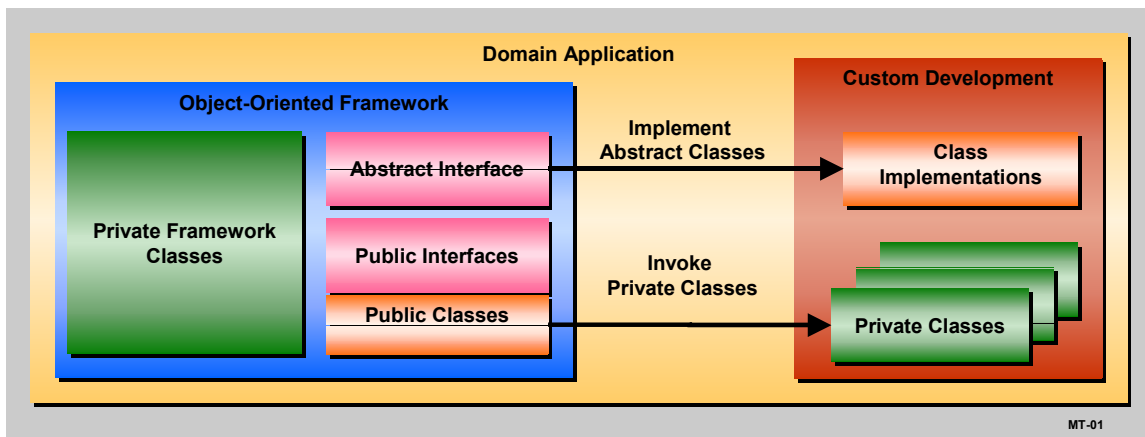 Domain Application
Object-Oriented Framework
Private Framework
Classes
Abstract Interface
Public Interfaces
Public Classes
Implement
Abstract Classes
Invoke
Private Classes
Custom Development
Class
Implementations
Private Classes
MT-01